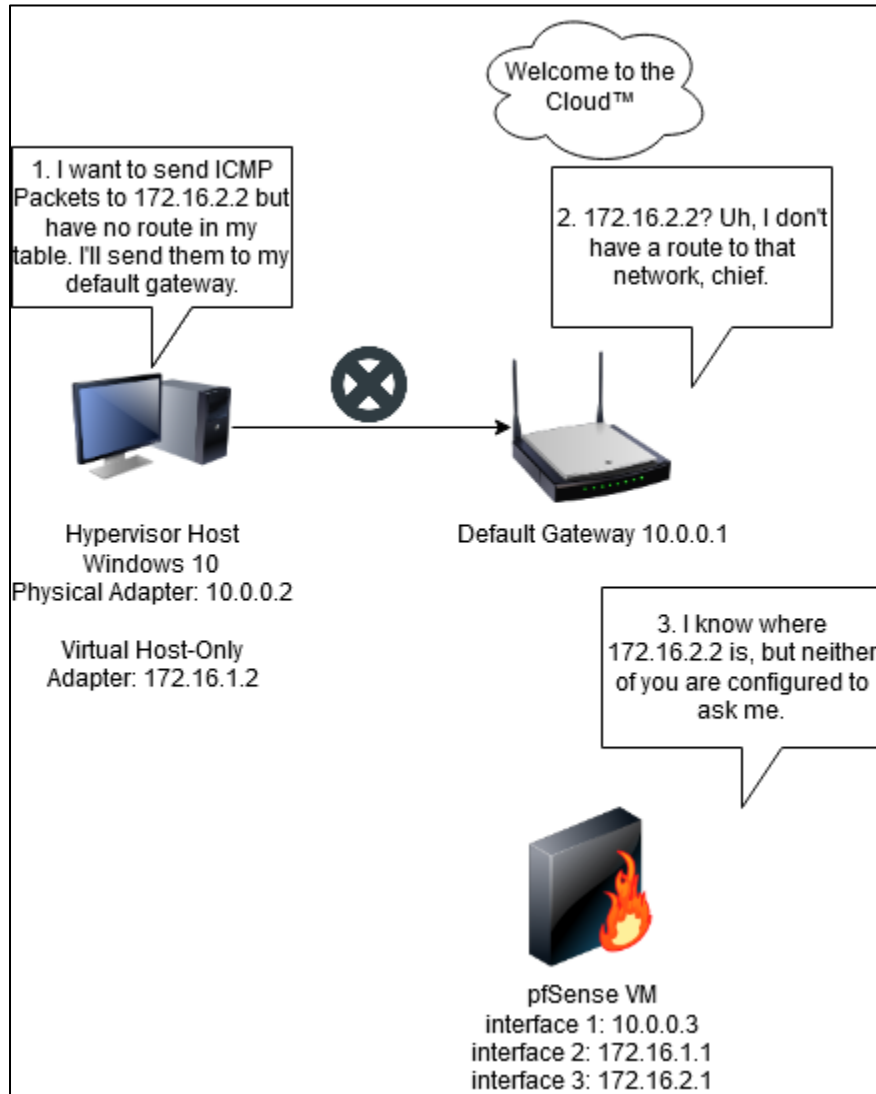 Welcome to the
Cloud™
1. I want to send ICMP
Packets to 172.16.2.2 but
have no route in my
table. I'll send them to my
default gateway.
2. 172.16.2.2? Uh, I don't
have a route to that
network, chief.
Hypervisor Host
Windows 10
Physical Adapter: 10.0.0.2
Virtual Host-Only
Adapter: 172.16.1.2
Default Gateway 10.0.0.1
3. I know where
172.16.2.2 is, but neither
of you are configured to
ask me.
pfSense VM
interface 1: 10.0.0.3
interface 2: 172.16.1.1
interface 3: 172.16.2.1